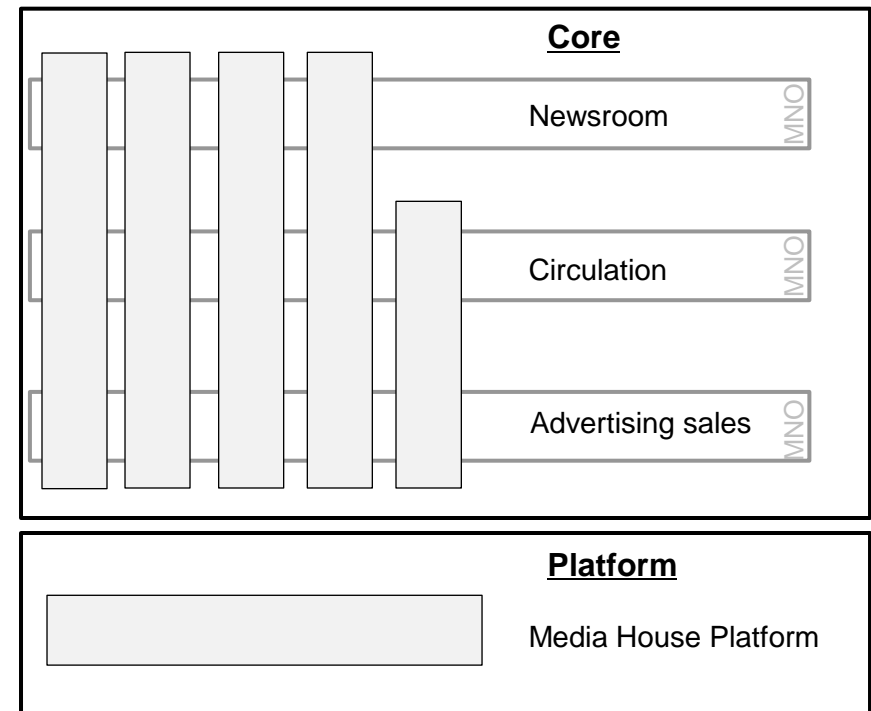 Core
Newsroom
MNO
Circulation
MNO
Advertising sales
MNO
Platform
Media House Platform